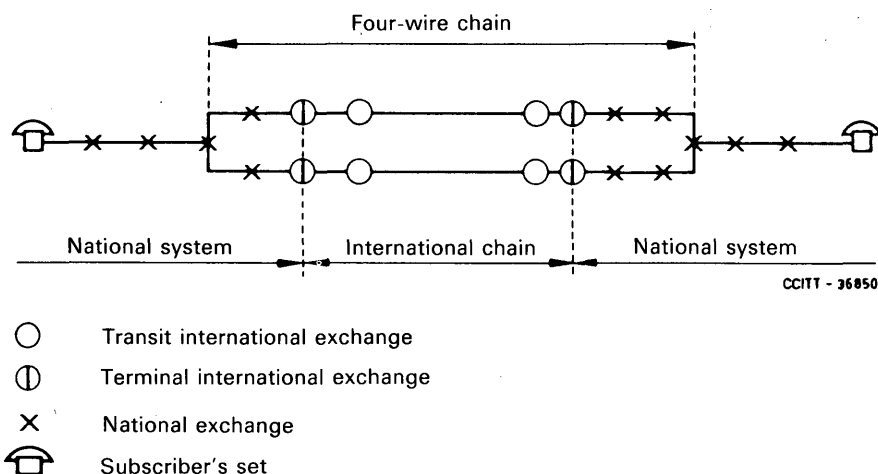 Four-wire chain
National system International chain National system
CCITT - 36850
Transit international exchange
Terminal international exchange
National exchange
Subscriber's set